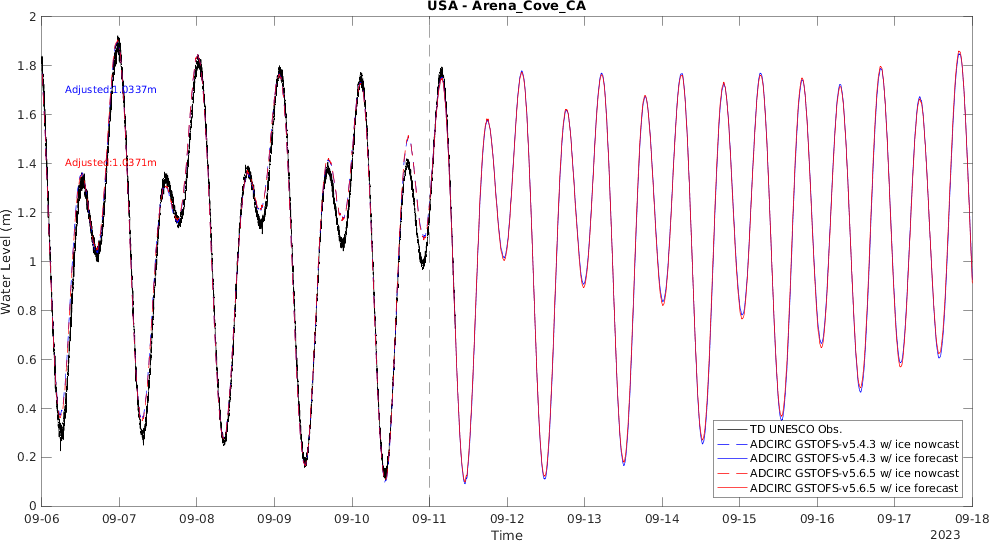 USA - Arena_Cove_CA
Water Level (m)
2
1.8
1.6
1.4
1.2
1
0.8
0.6
0.4
0.2
0
Adjusted:1.0337m
Adjusted:1.0371m
TD UNESCO Obs.
ADCIRC GSTOFS-v5.4.3 w/ ice nowcast
ADCIRC GSTOFS-v5.4.3 w/ ice forecast
ADCIRC GSTOFS-v5.6.5 w/ ice nowcast
ADCIRC GSTOFS-v5.6.5 w/ ice forecast
09-06 09-07 09-08 09-09 09-10 09-11 09-12 09-13 09-14 09-15 09-16 09-17 09-18
Time
2023